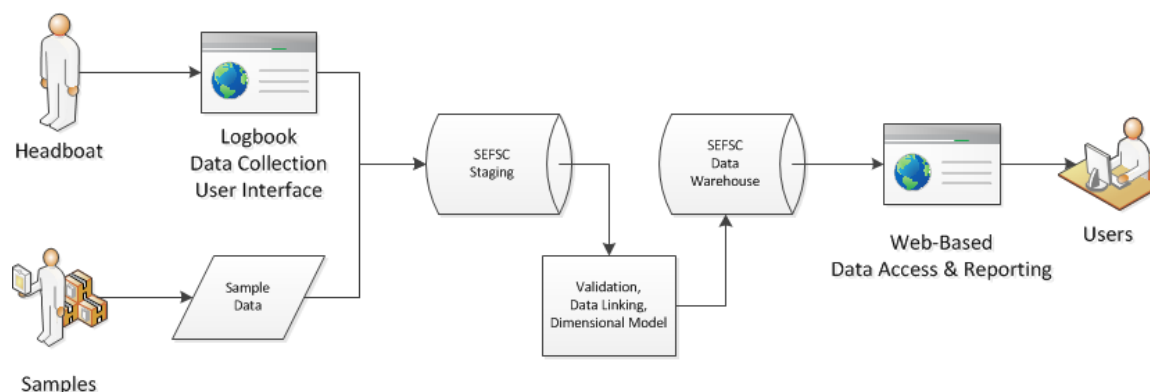 Headboat
Logbook
Data Collection
User Interface
Samples
Sample
Data
SEFSC
Staging
Validation,
Data Linking,
Dimensional Model
SEFSC
Data
Warehouse
Web-Based
Data Access & Reporting
Users